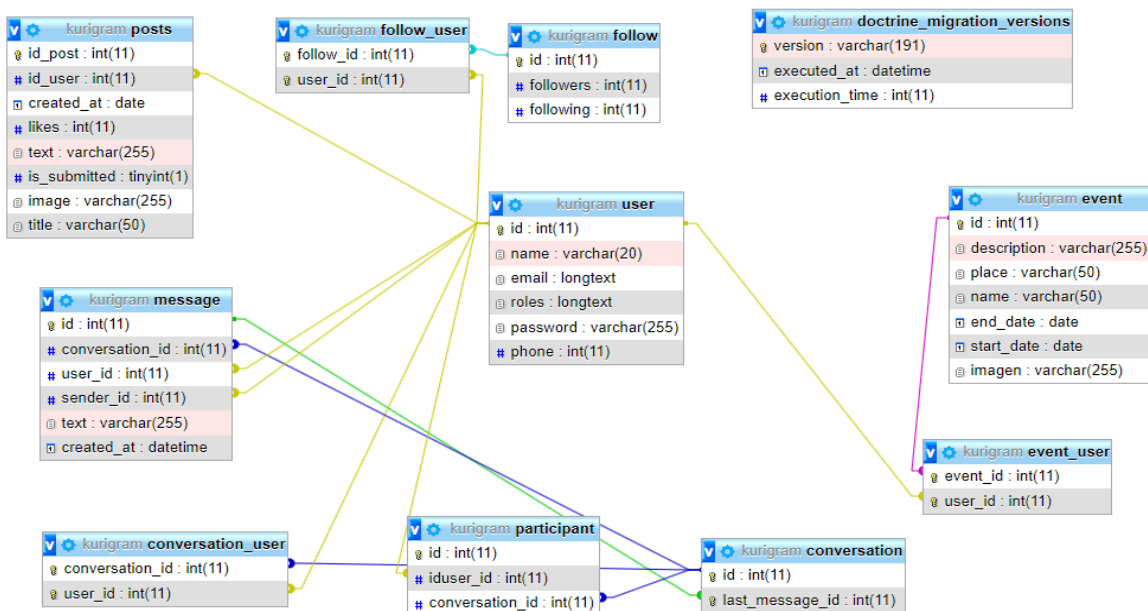 kurigram posts
id_post : int(11)
id_user : int(11)
created_at : date
likes : int(11)
text : varchar(255)
is_submitted : tinyint(1)
image : varchar(255)
title : varchar(50)
kurigram follow_user
follow_id : int(11)
user_id : int(11)
kurigram follow
id : int(11)
followers : int(11)
following : int(11)
kurigram doctrine_migration_versions
version : varchar(191)
executed_at : datetime
execution_time : int(11)
kurigram user
id : int(11)
name : varchar(20)
email : longtext
roles : longtext
password : varchar(255)
phone : int(11)
kurigram event
id : int(11)
description : varchar(255)
place : varchar(50)
name : varchar(50)
end_date : date
start_date : date
imagen : varchar(255)
kurigram message
id : int(11)
conversation_id : int(11)
user_id : int(11)
sender_id : int(11)
text : varchar(255)
created_at : datetime
kurigram event_user
event_id : int(11)
user_id : int(11)
kurigram conversation_user
conversation_id : int(11)
user_id : int(11)
kurigram participant
id : int(11)
iduser_id : int(11)
conversation_id : int(11)
kurigram conversation
id : int(11)
last_message_id : int(11)